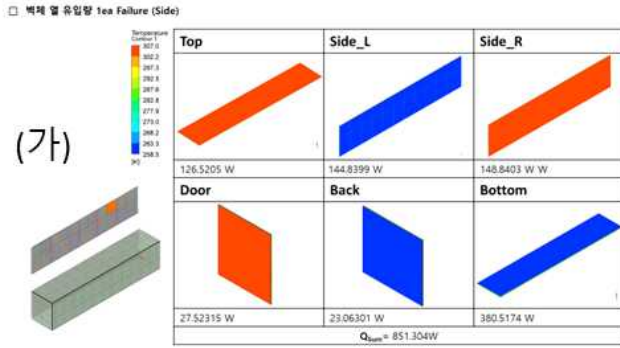 □ 벽체 열 유입량 1ea Failure (Side)
Temperature
Contour 1
307.0
302.2
297.3
292.5
287.6
282.8
277.9
273.0
268.2
263.3
258.5
[K]
(가)
Top Side_L Side_R
126.5205 W 144.8399 W 148.8403 W W
Door Back Bottom
27.52315 W 23.06301 W 380.5174 W
Qsum= 851.304W